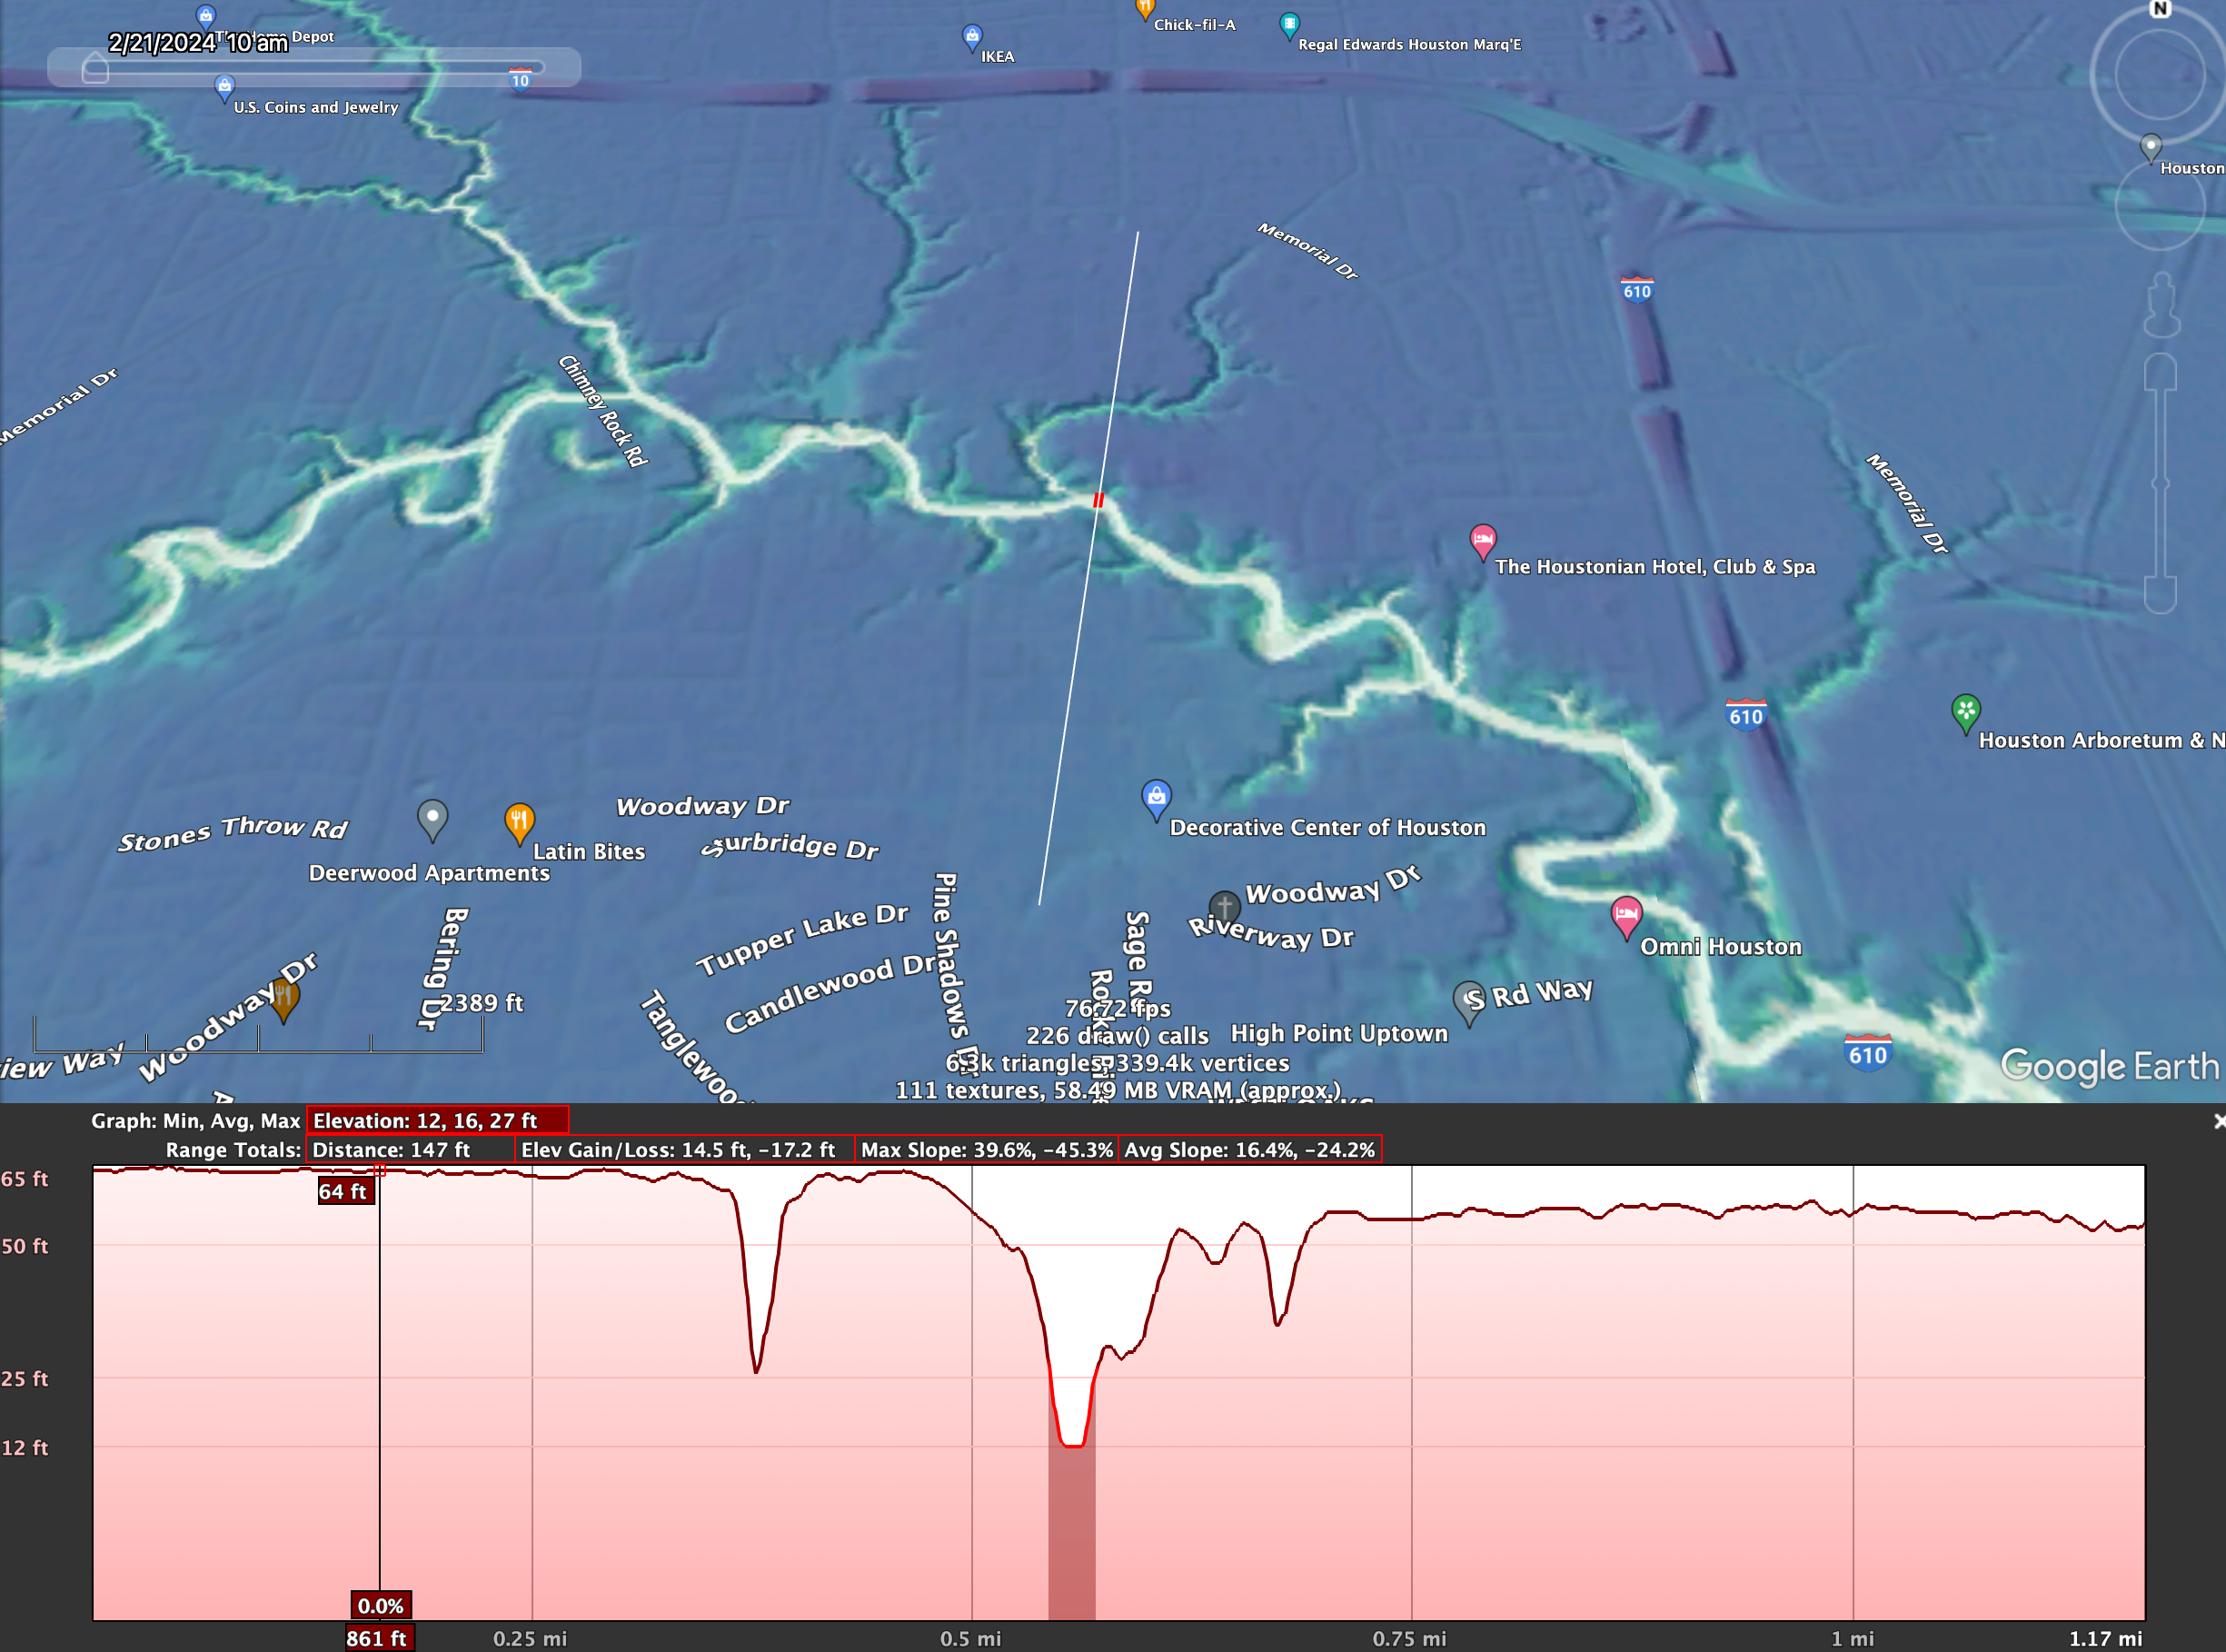 Chick-fil-A
The Home Depot
2/21/2024 10 am
Regal Edwards Houston Marq'E
IKEA
N
10
U.S. Coins and Jewelry
Houston
Memorial Dr
610
Chimney Rock Rd
Memorial Dr
Memorial Dr
The Houstonian Hotel, Club & Spa
610
Houston Arboretum & N
Woodway Dr
Stones Throw Rd
Decorative Center of Houston
Sturbridge Dr
Latin Bites
Deerwood Apartments
Woodway Dr
Pine Shadows Dr
Bering Dr
Tupper Lake Dr
Sage Rd
Riverway Dr
Omni Houston
Candlewood Dr
Woodway Dr
2389 ft
S Rd Way
76.72 fps
226 draw() calls
High Point Uptown
610
iew Way
Tanglewoo
6.3k triangles, 339.4k vertices
Google Earth
111 textures, 58.49 MB VRAM (approx.)
Graph: Min, Avg, Max Elevation: 12, 16, 27 ft
Range Totals: Distance: 147 ft Elev Gain/Loss: 14.5 ft, -17.2 ft Max Slope: 39.6%, -45.3% Avg Slope: 16.4%, -24.2%
65 ft
64 ft
50 ft
25 ft
12 ft
0.0%
861 ft 0.25 mi 0.5 mi 0.75 mi 1 mi 1.17 mi